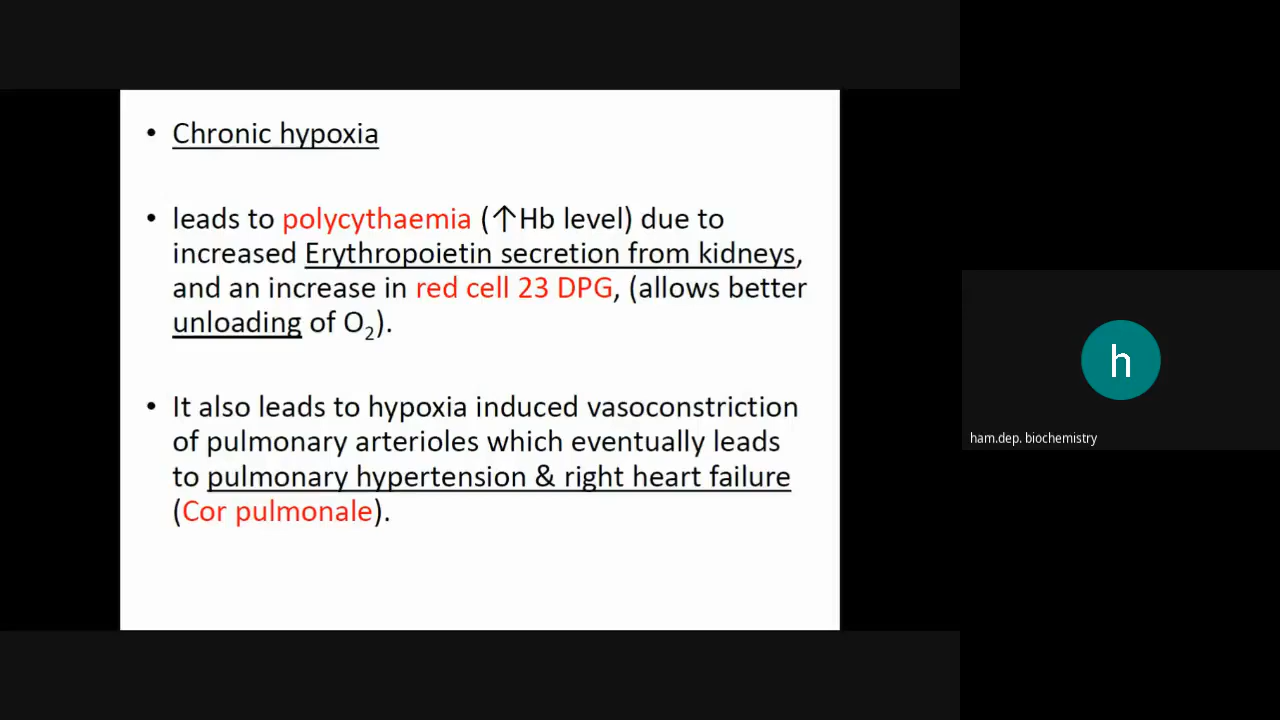 • Chronic hypoxia
• leads to polycythaemia (↑Hb level) due to
increased Erythropoietin secretion from kidneys,
and an increase in red cell 23 DPG, (allows better
unloading of O₂).
• It also leads to hypoxia induced vasoconstriction
of pulmonary arterioles which eventually leads
to pulmonary hypertension & right heart failure
(Cor pulmonale).
h
ham.dep. biochemistry